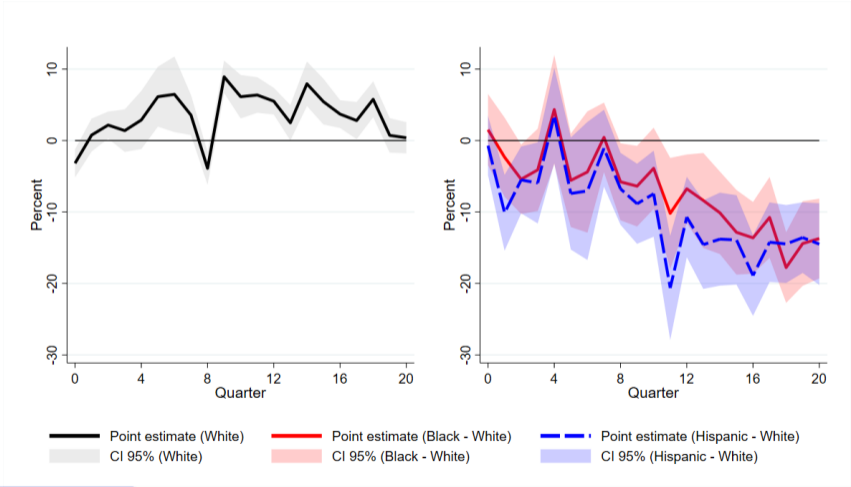 10
0
-10
-20
-30
Percent
0 4 8 12 16 20
Quarter
10
0
-10
-20
-30
Percent
0 4 8 12 16 20
Quarter
Point estimate (White) Point estimate (Black - White) Point estimate (Hispanic - White)
CI 95% (White) CI 95% (Black - White) CI 95% (Hispanic - White)